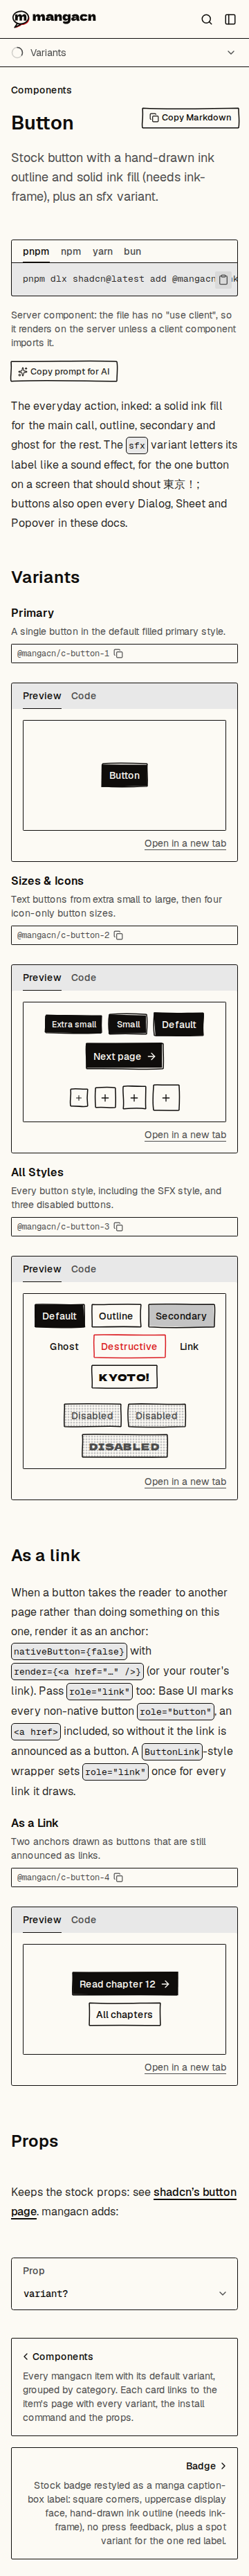 mangacn
Variants
Components
Button
Copy Markdown
Stock button with a hand-drawn ink
outline and solid ink fill (needs ink-
frame), plus an sfx variant.
pnpm npm yarn bun
pnpm dlx shadcn@latest add @mangacn
Server component: the file has no "use client", so
it renders on the server unless a client component
imports it.
Copy prompt for AI
The everyday action, inked: a solid ink fill
for the main call, outline, secondary and
ghost for the rest. The sfx variant letters its
label like a sound effect, for the one button
on a screen that should shout 東京！;
buttons also open every Dialog, Sheet and
Popover in these docs.
Variants
Primary
A single button in the default filled primary style.
@mangacn/c-button-1
Preview Code
Button
Open in a new tab
Sizes & Icons
Text buttons from extra small to large, then four
icon-only button sizes.
@mangacn/c-button-2
Preview Code
Extra small Small Default
Next page →
+ + + +
Open in a new tab
All Styles
Every button style, including the SFX style, and
three disabled buttons.
@mangacn/c-button-3
Preview Code
Default Outline Secondary
Ghost Destructive Link
KYOTO!
Disabled Disabled
DISABLED
Open in a new tab
As a link
When a button takes the reader to another
page rather than doing something on this
one, render it as an anchor:
nativeButton={false} with
render={<a href="…" />} (or your router's
link). Pass role="link" too: Base UI marks
every non-native button role="button", an
<a href> included, so without it the link is
announced as a button. A ButtonLink-style
wrapper sets role="link" once for every
link it draws.
As a Link
Two anchors drawn as buttons that are still
announced as links.
@mangacn/c-button-4
Preview Code
Read chapter 12 →
All chapters
Open in a new tab
Props
Keeps the stock props: see shadcn's button
page. mangacn adds:
Prop
variant?
Components
Every mangacn item with its default variant,
grouped by category. Each card links to the
item's page with every variant, the install
command and the props.
Badge
Stock badge restyled as a manga caption-
box label: square corners, uppercase display
face, hand-drawn ink outline (needs ink-
frame), no press feedback, plus a spot
variant for the one red label.